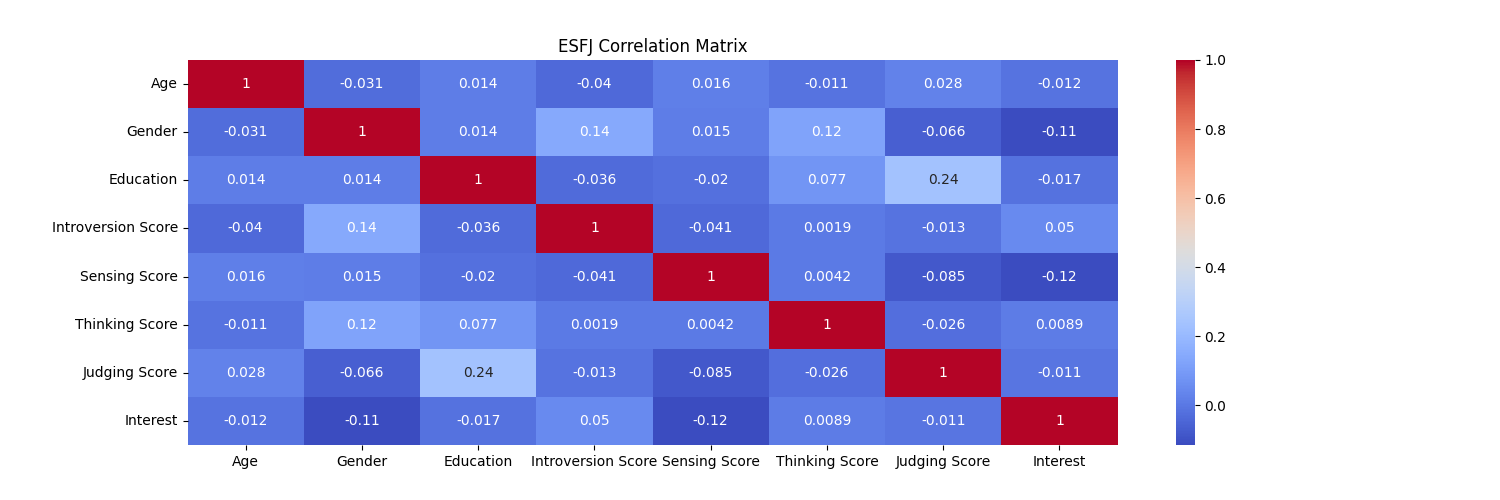 ESFJ Correlation Matrix
Age 1 -0.031 0.014 -0.04 0.016 -0.011 0.028 -0.012
Gender -0.031 1 0.014 0.14 0.015 0.12 -0.066 -0.11
Education 0.014 0.014 1 -0.036 -0.02 0.077 0.24 -0.017
Introversion Score -0.04 0.14 -0.036 1 -0.041 0.0019 -0.013 0.05
Sensing Score 0.016 0.015 -0.02 -0.041 1 0.0042 -0.085 -0.12
Thinking Score -0.011 0.12 0.077 0.0019 0.0042 1 -0.026 0.0089
Judging Score 0.028 -0.066 0.24 -0.013 -0.085 -0.026 1 -0.011
Interest -0.012 -0.11 -0.017 0.05 -0.12 0.0089 -0.011 1
Age Gender Education Introversion Score Sensing Score Thinking Score Judging Score Interest
1.0
0.8
0.6
0.4
0.2
0.0